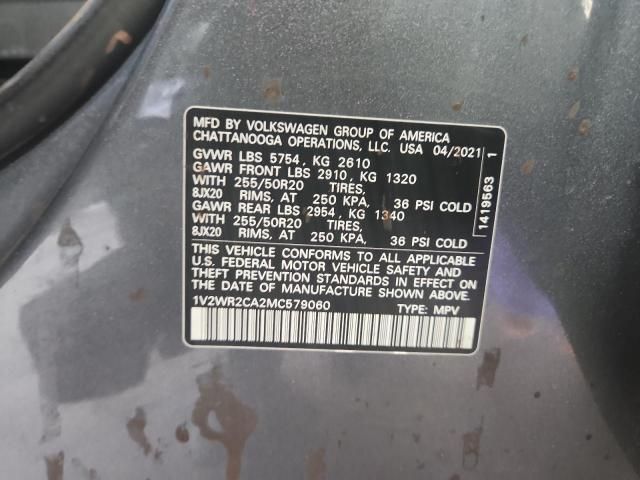 MFD BY VOLKSWAGEN GROUP OF AMERICA
CHATTANOOGA OPERATIONS, LLC. USA 04/2021
GVWR LBS 5754, KG 2610
GAWR FRONT LBS 2910, KG 1320
WITH 255/50R20 TIRES,
8JX20 RIMS, AT 250 KPA, 36 PSI COLD
GAWR REAR LBS 2954, KG 1340
WITH 255/50R20 TIRES,
8JX20 RIMS, AT 250 KPA, 36 PSI COLD
THIS VEHICLE CONFORMS TO ALL APPLICABLE
U.S. FEDERAL MOTOR VEHICLE SAFETY AND
THEFT PREVENTION STANDARDS IN EFFECT ON
THE DATE OF MANUFACTURE SHOWN ABOVE.
1V2WR2CA2MC579060 TYPE: MPV
1419563 1